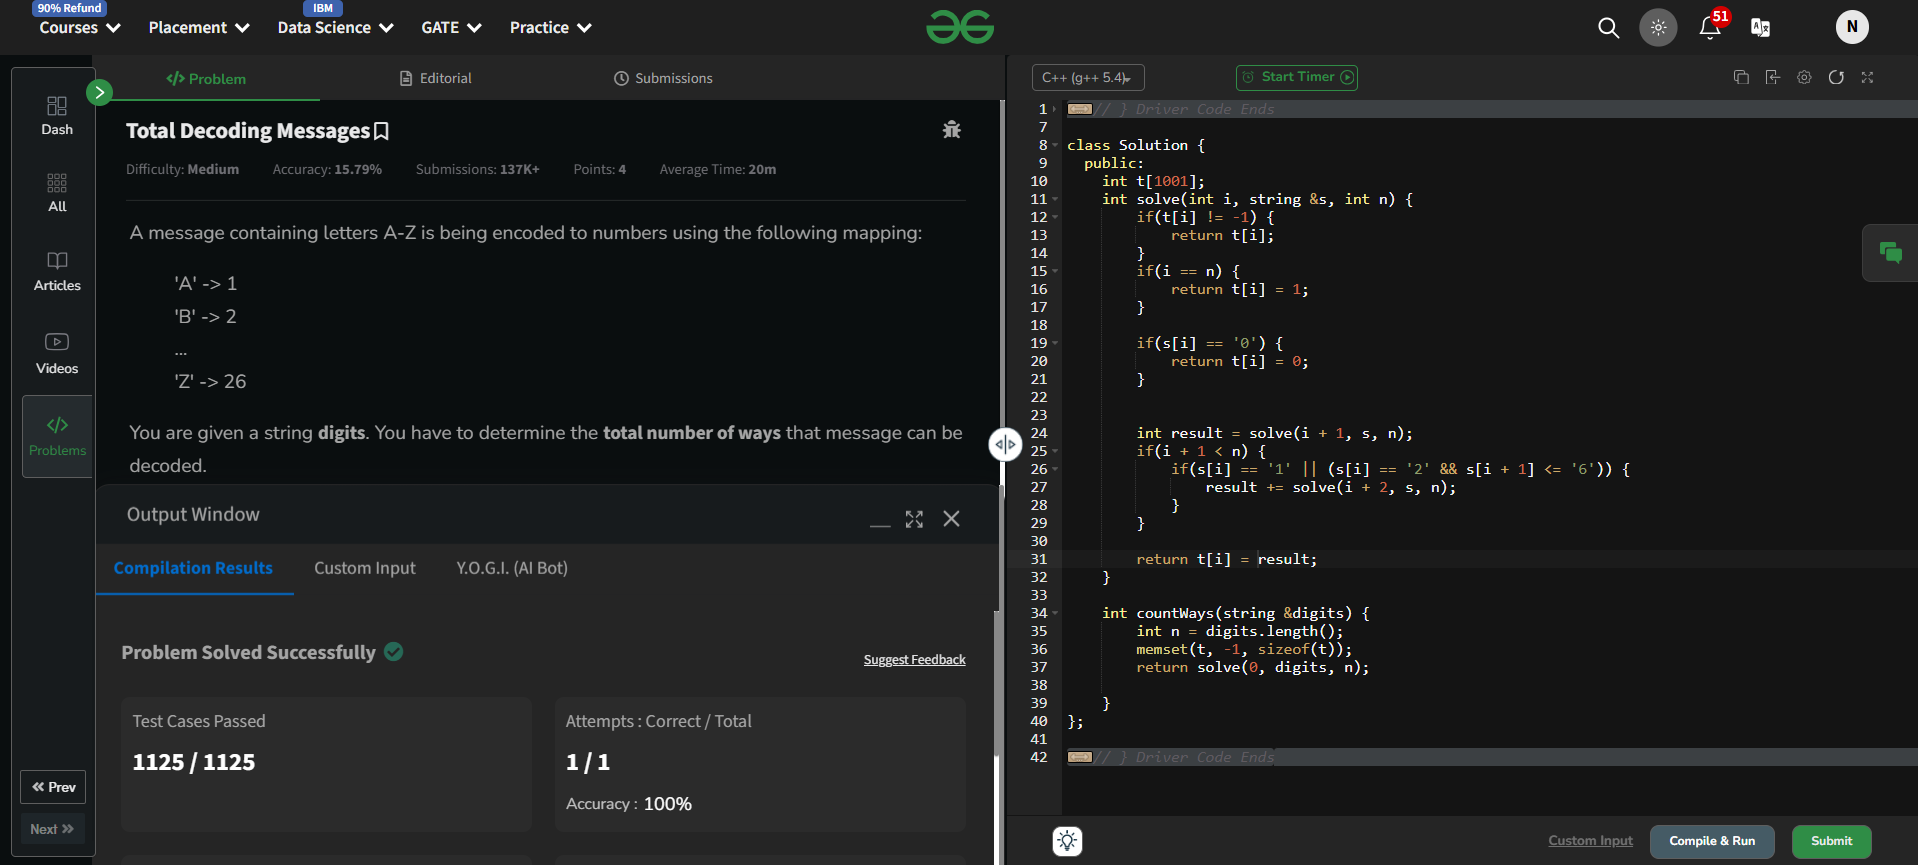 90% Refund
IBM
Courses
Placement
Data Science
GATE
Practice
51
N
Dash
All
Articles
Videos
Problems
Prev
Next
</> Problem
Editorial
Submissions
Total Decoding Messages
Difficulty: Medium Accuracy: 15.79% Submissions: 137K+ Points: 4 Average Time: 20m
A message containing letters A-Z is being encoded to numbers using the following mapping:
'A' -> 1
'B' -> 2
...
'Z' -> 26
You are given a string digits. You have to determine the total number of ways that message can be
decoded.
Output Window
Compilation Results Custom Input Y.O.G.I. (AI Bot)
Problem Solved Successfully
Suggest Feedback
Test Cases Passed
1125 / 1125
Attempts : Correct / Total
1 / 1
Accuracy : 100%
C++ (g++ 5.4)
Start Timer
1 // } Driver Code Ends
7
8 class Solution {
9 public:
10 int t[1001];
11 int solve(int i, string &s, int n) {
12 if(t[i] != -1) {
13 return t[i];
14 }
15 if(i == n) {
16 return t[i] = 1;
17 }
18
19 if(s[i] == '0') {
20 return t[i] = 0;
21 }
22
23
24 int result = solve(i + 1, s, n);
25 if(i + 1 < n) {
26 if(s[i] == '1' || (s[i] == '2' && s[i + 1] <= '6')) {
27 result += solve(i + 2, s, n);
28 }
29 }
30
31 return t[i] = result;
32 }
33
34 int countWays(string &digits) {
35 int n = digits.length();
36 memset(t, -1, sizeof(t));
37 return solve(0, digits, n);
38
39 }
40 };
41
42 // } Driver Code Ends
Custom Input
Compile & Run
Submit